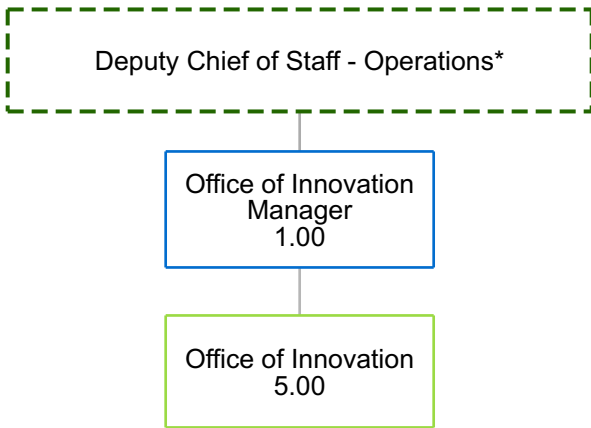 Deputy Chief of Staff - Operations*
Office of Innovation
Manager
1.00
Office of Innovation
5.00